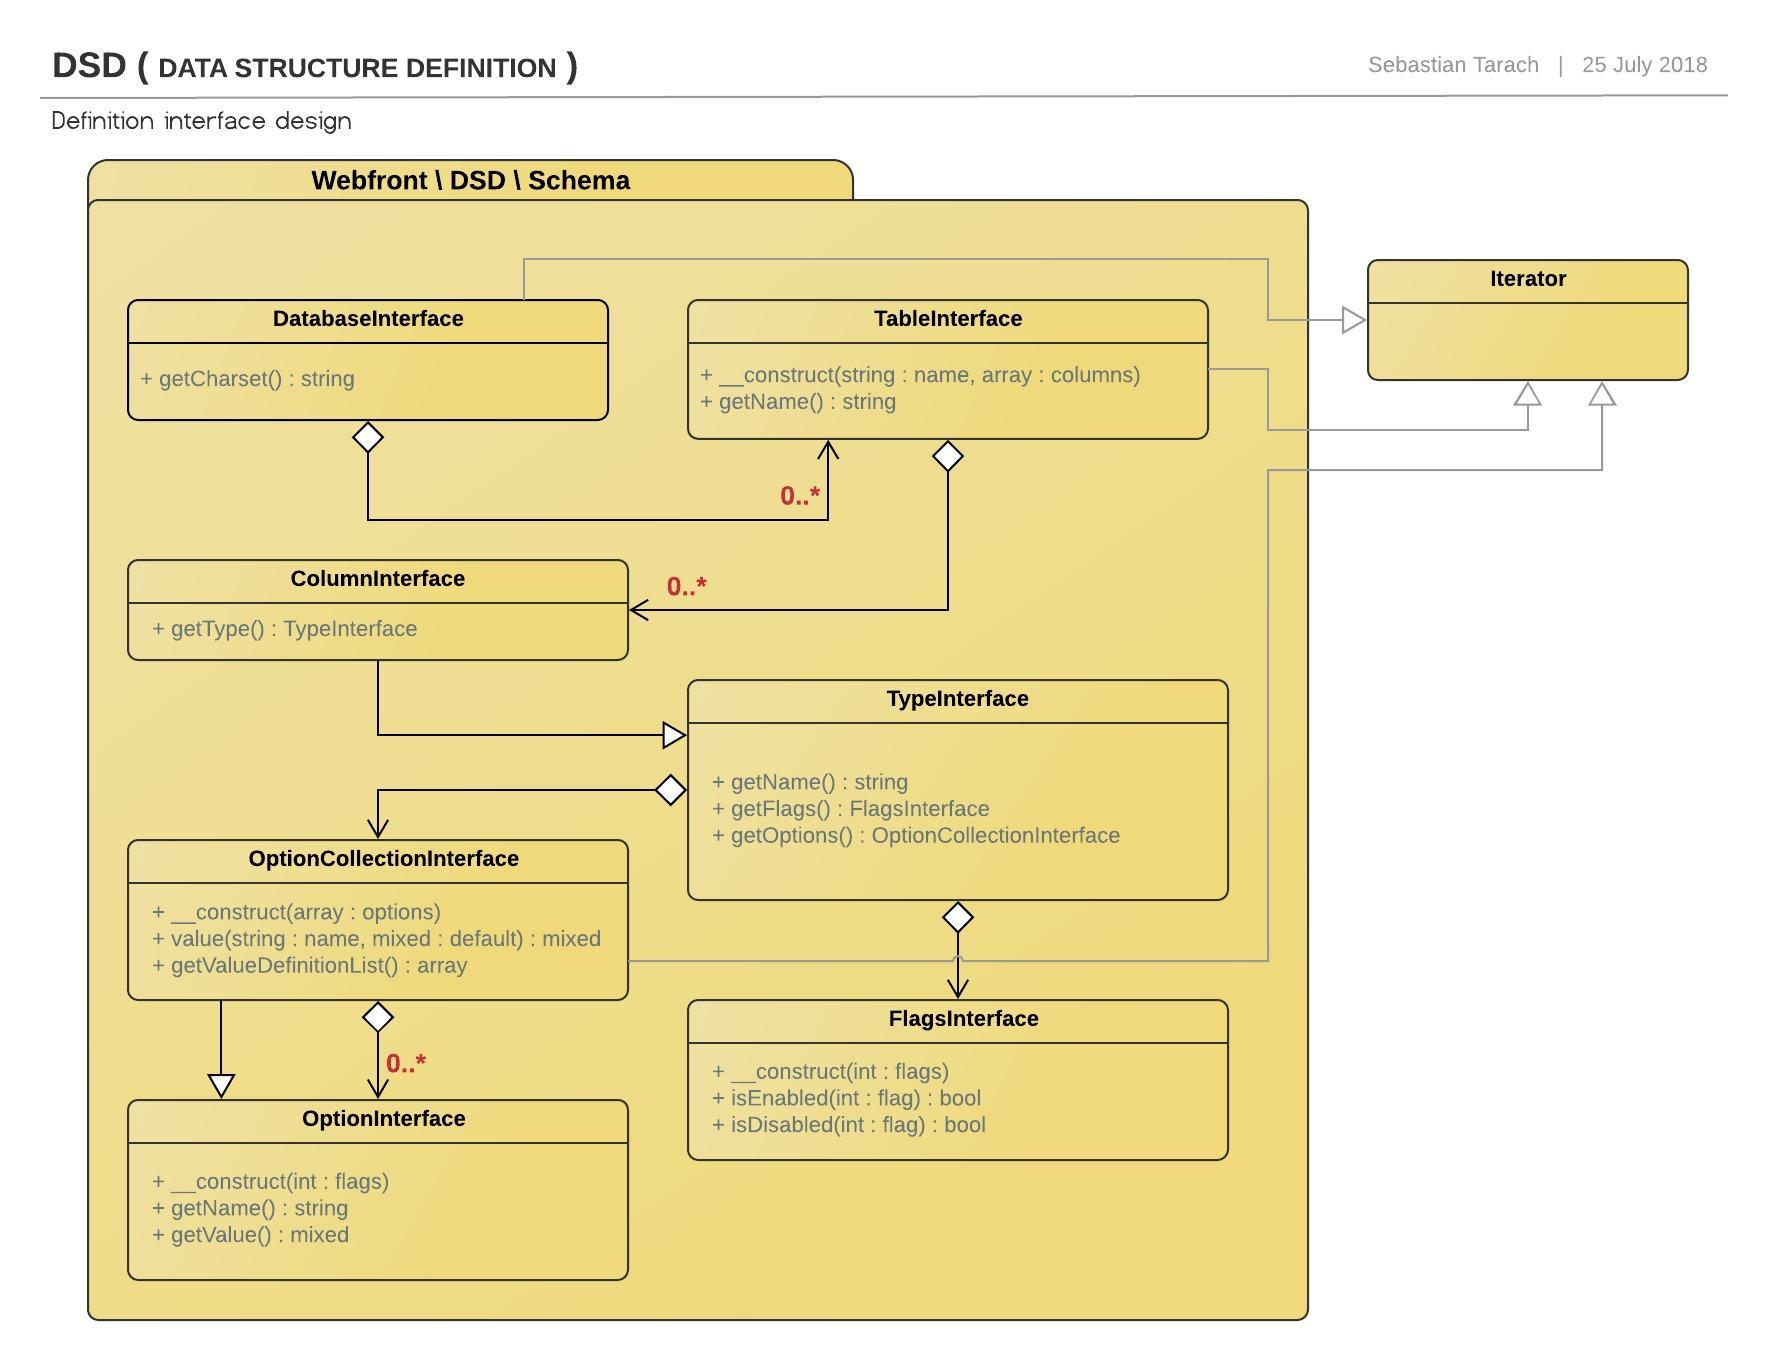 DSD ( DATA STRUCTURE DEFINITION )
Sebastian Tarach | 25 July 2018
Definition interface design
Webfront \ DSD \ Schema
Iterator
DatabaseInterface
+ getCharset() : string
TableInterface
+ __construct(string : name, array : columns)
+ getName() : string
0..*
ColumnInterface
+ getType() : TypeInterface
0..*
TypeInterface
+ getName() : string
+ getFlags() : FlagsInterface
+ getOptions() : OptionCollectionInterface
OptionCollectionInterface
+ __construct(array : options)
+ value(string : name, mixed : default) : mixed
+ getValueDefinitionList() : array
0..*
FlagsInterface
+ __construct(int : flags)
+ isEnabled(int : flag) : bool
+ isDisabled(int : flag) : bool
OptionInterface
+ __construct(int : flags)
+ getName() : string
+ getValue() : mixed